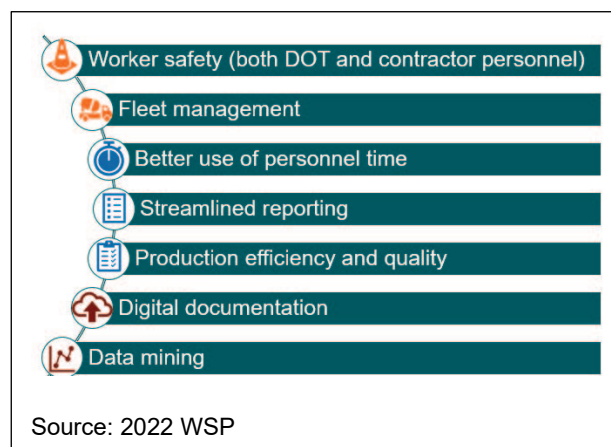 Worker safety (both DOT and contractor personnel)
Fleet management
Better use of personnel time
Streamlined reporting
Production efficiency and quality
Digital documentation
Data mining
Source: 2022 WSP